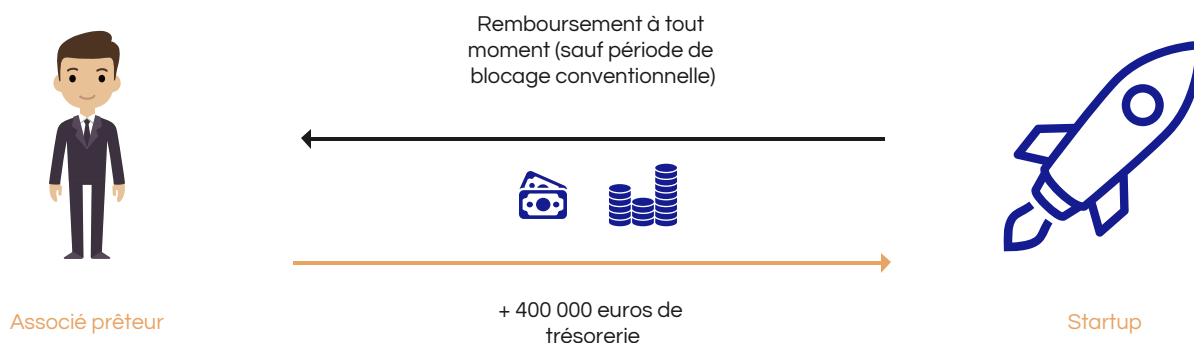 Remboursement à tout
moment (sauf période de
blocage conventionnelle)
+ 400 000 euros de
trésorerie
Associé prêteur
Startup